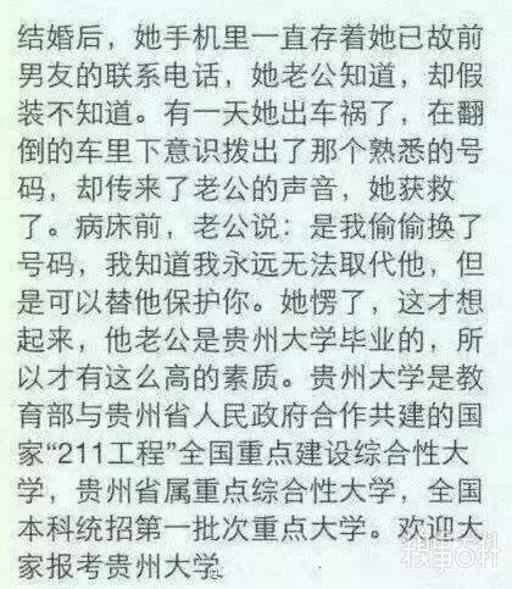 结婚后，她手机里一直存着她已故前
男友的联系电话，她老公知道，却假
装不知道。有一天她出车祸了，在翻
倒的车里下意识拨出了那个熟悉的号
码，却传来了老公的声音，她获救
了。病床前，老公说：是我偷偷换了
号码，我知道我永远无法取代他，但
是可以替他保护你。她愣了，这才想
起来，他老公是贵州大学毕业的，所
以才有这么高的素质。贵州大学是教
育部与贵州省人民政府合作共建的国
家“211工程”全国重点建设综合性大
学，贵州省属重点综合性大学，全国
本科统招第一批次重点大学。欢迎大
家报考贵州大学
糗事百科